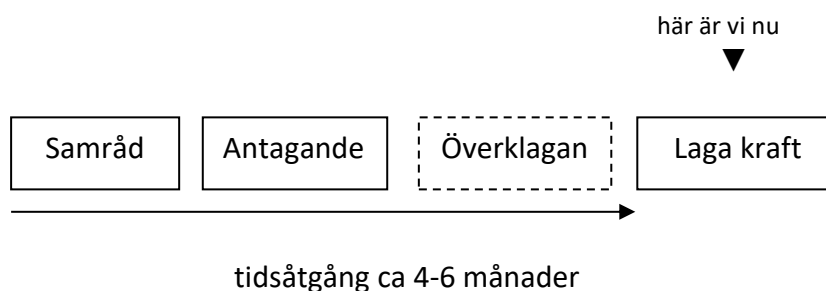 här är vi nu
Samråd Antagande Överklagan Laga kraft
tidsåtgång ca 4-6 månader